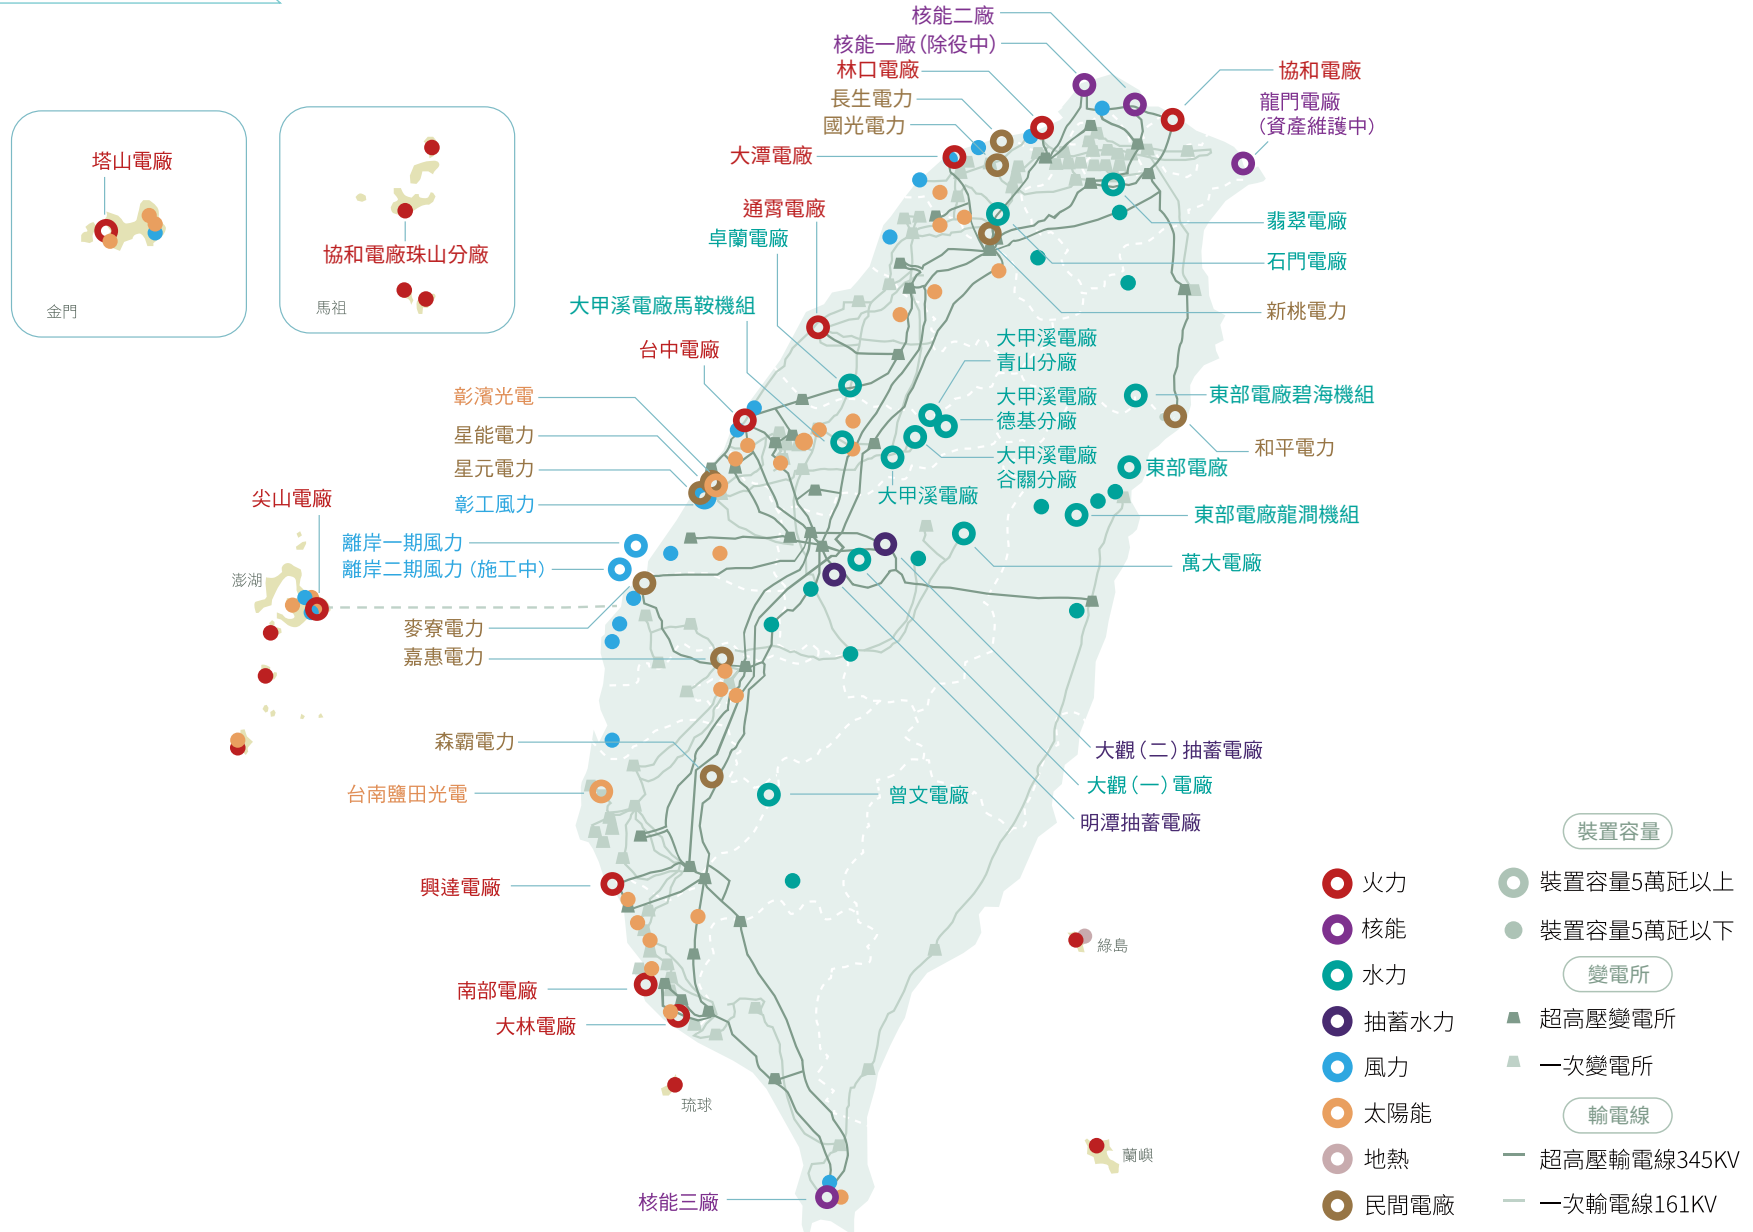 核能二廠
核能一廠(除役中)
林口電廠
長生電力
國光電力
大潭電廠
通霄電廠
卓蘭電廠
大甲溪電廠馬鞍機組
台中電廠
彰濱光電
星能電力
星元電力
彰工風力
離岸一期風力
離岸二期風力(施工中)
麥寮電力
嘉惠電力
森霸電力
台南鹽田光電
興達電廠
南部電廠
大林電廠
核能三廠
塔山電廠
金門
協和電廠珠山分廠
馬祖
尖山電廠
澎湖
琉球
協和電廠
龍門電廠
(資產維護中)
翡翠電廠
石門電廠
新桃電力
大甲溪電廠
青山分廠
大甲溪電廠
德基分廠
大甲溪電廠
谷關分廠
大甲溪電廠
東部電廠碧海機組
和平電力
東部電廠
東部電廠龍澗機組
萬大電廠
大觀(二)抽蓄電廠
大觀(一)電廠
明潭抽蓄電廠
曾文電廠
綠島
蘭嶼
火力
核能
水力
抽蓄水力
風力
太陽能
地熱
民間電廠
裝置容量
裝置容量5萬瓩以上
裝置容量5萬瓩以下
變電所
超高壓變電所
一次變電所
輸電線
超高壓輸電線345KV
一次輸電線161KV